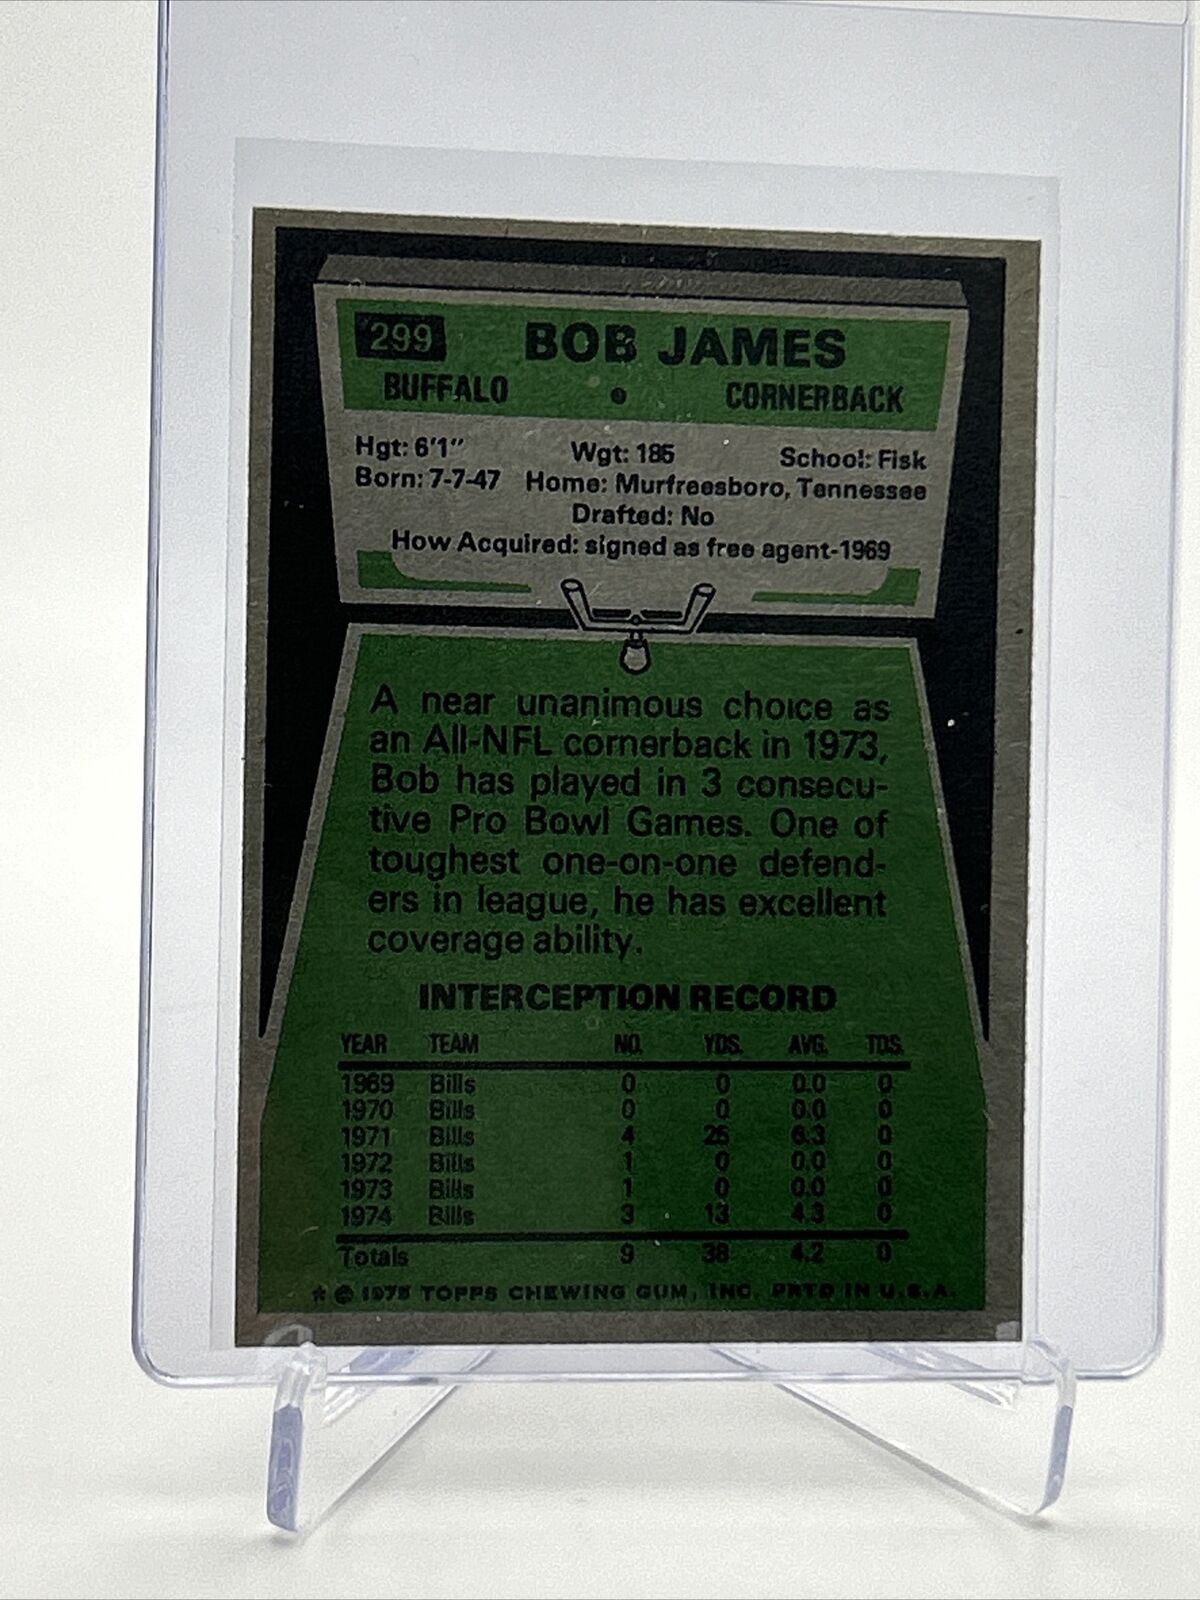 299 BOB JAMES
BUFFALO • CORNERBACK
Hgt: 6'1" Wgt: 185 School: Fisk
Born: 7-7-47 Home: Murfreesboro, Tennessee
Drafted: No
How Acquired: signed as free agent-1969
A near unanimous choice as
an All-NFL cornerback in 1973,
Bob has played in 3 consecu-
tive Pro Bowl Games. One of
toughest one-on-one defend-
ers in league, he has excellent
coverage ability.
INTERCEPTION RECORD
YEAR TEAM NO. YDS. AVG. TDS.
1969 Bills 0 0 0.0 0
1970 Bills 0 0 0.0 0
1971 Bills 4 25 6.3 0
1972 Bills 1 0 0.0 0
1973 Bills 1 0 0.0 0
1974 Bills 3 13 4.3 0
Totals 9 38 4.2 0
* © 1975 TOPPS CHEWING GUM, INC. PRTD IN U.S.A.